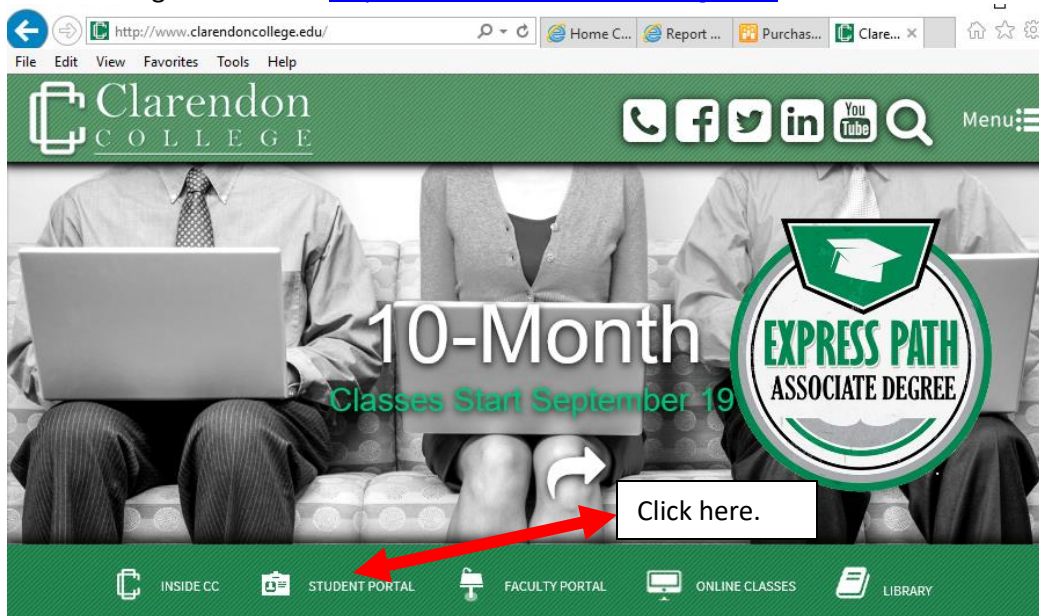 http://www.clarendoncollege.edu/
Home C...
Report ...
Purchas...
Clare...
File Edit View Favorites Tools Help
Clarendon
COLLEGE
You
Tube
Menu
10-Month
Classes Start September 19
EXPRESS PATH
ASSOCIATE DEGREE
Click here.
INSIDE CC
STUDENT PORTAL
FACULTY PORTAL
ONLINE CLASSES
LIBRARY